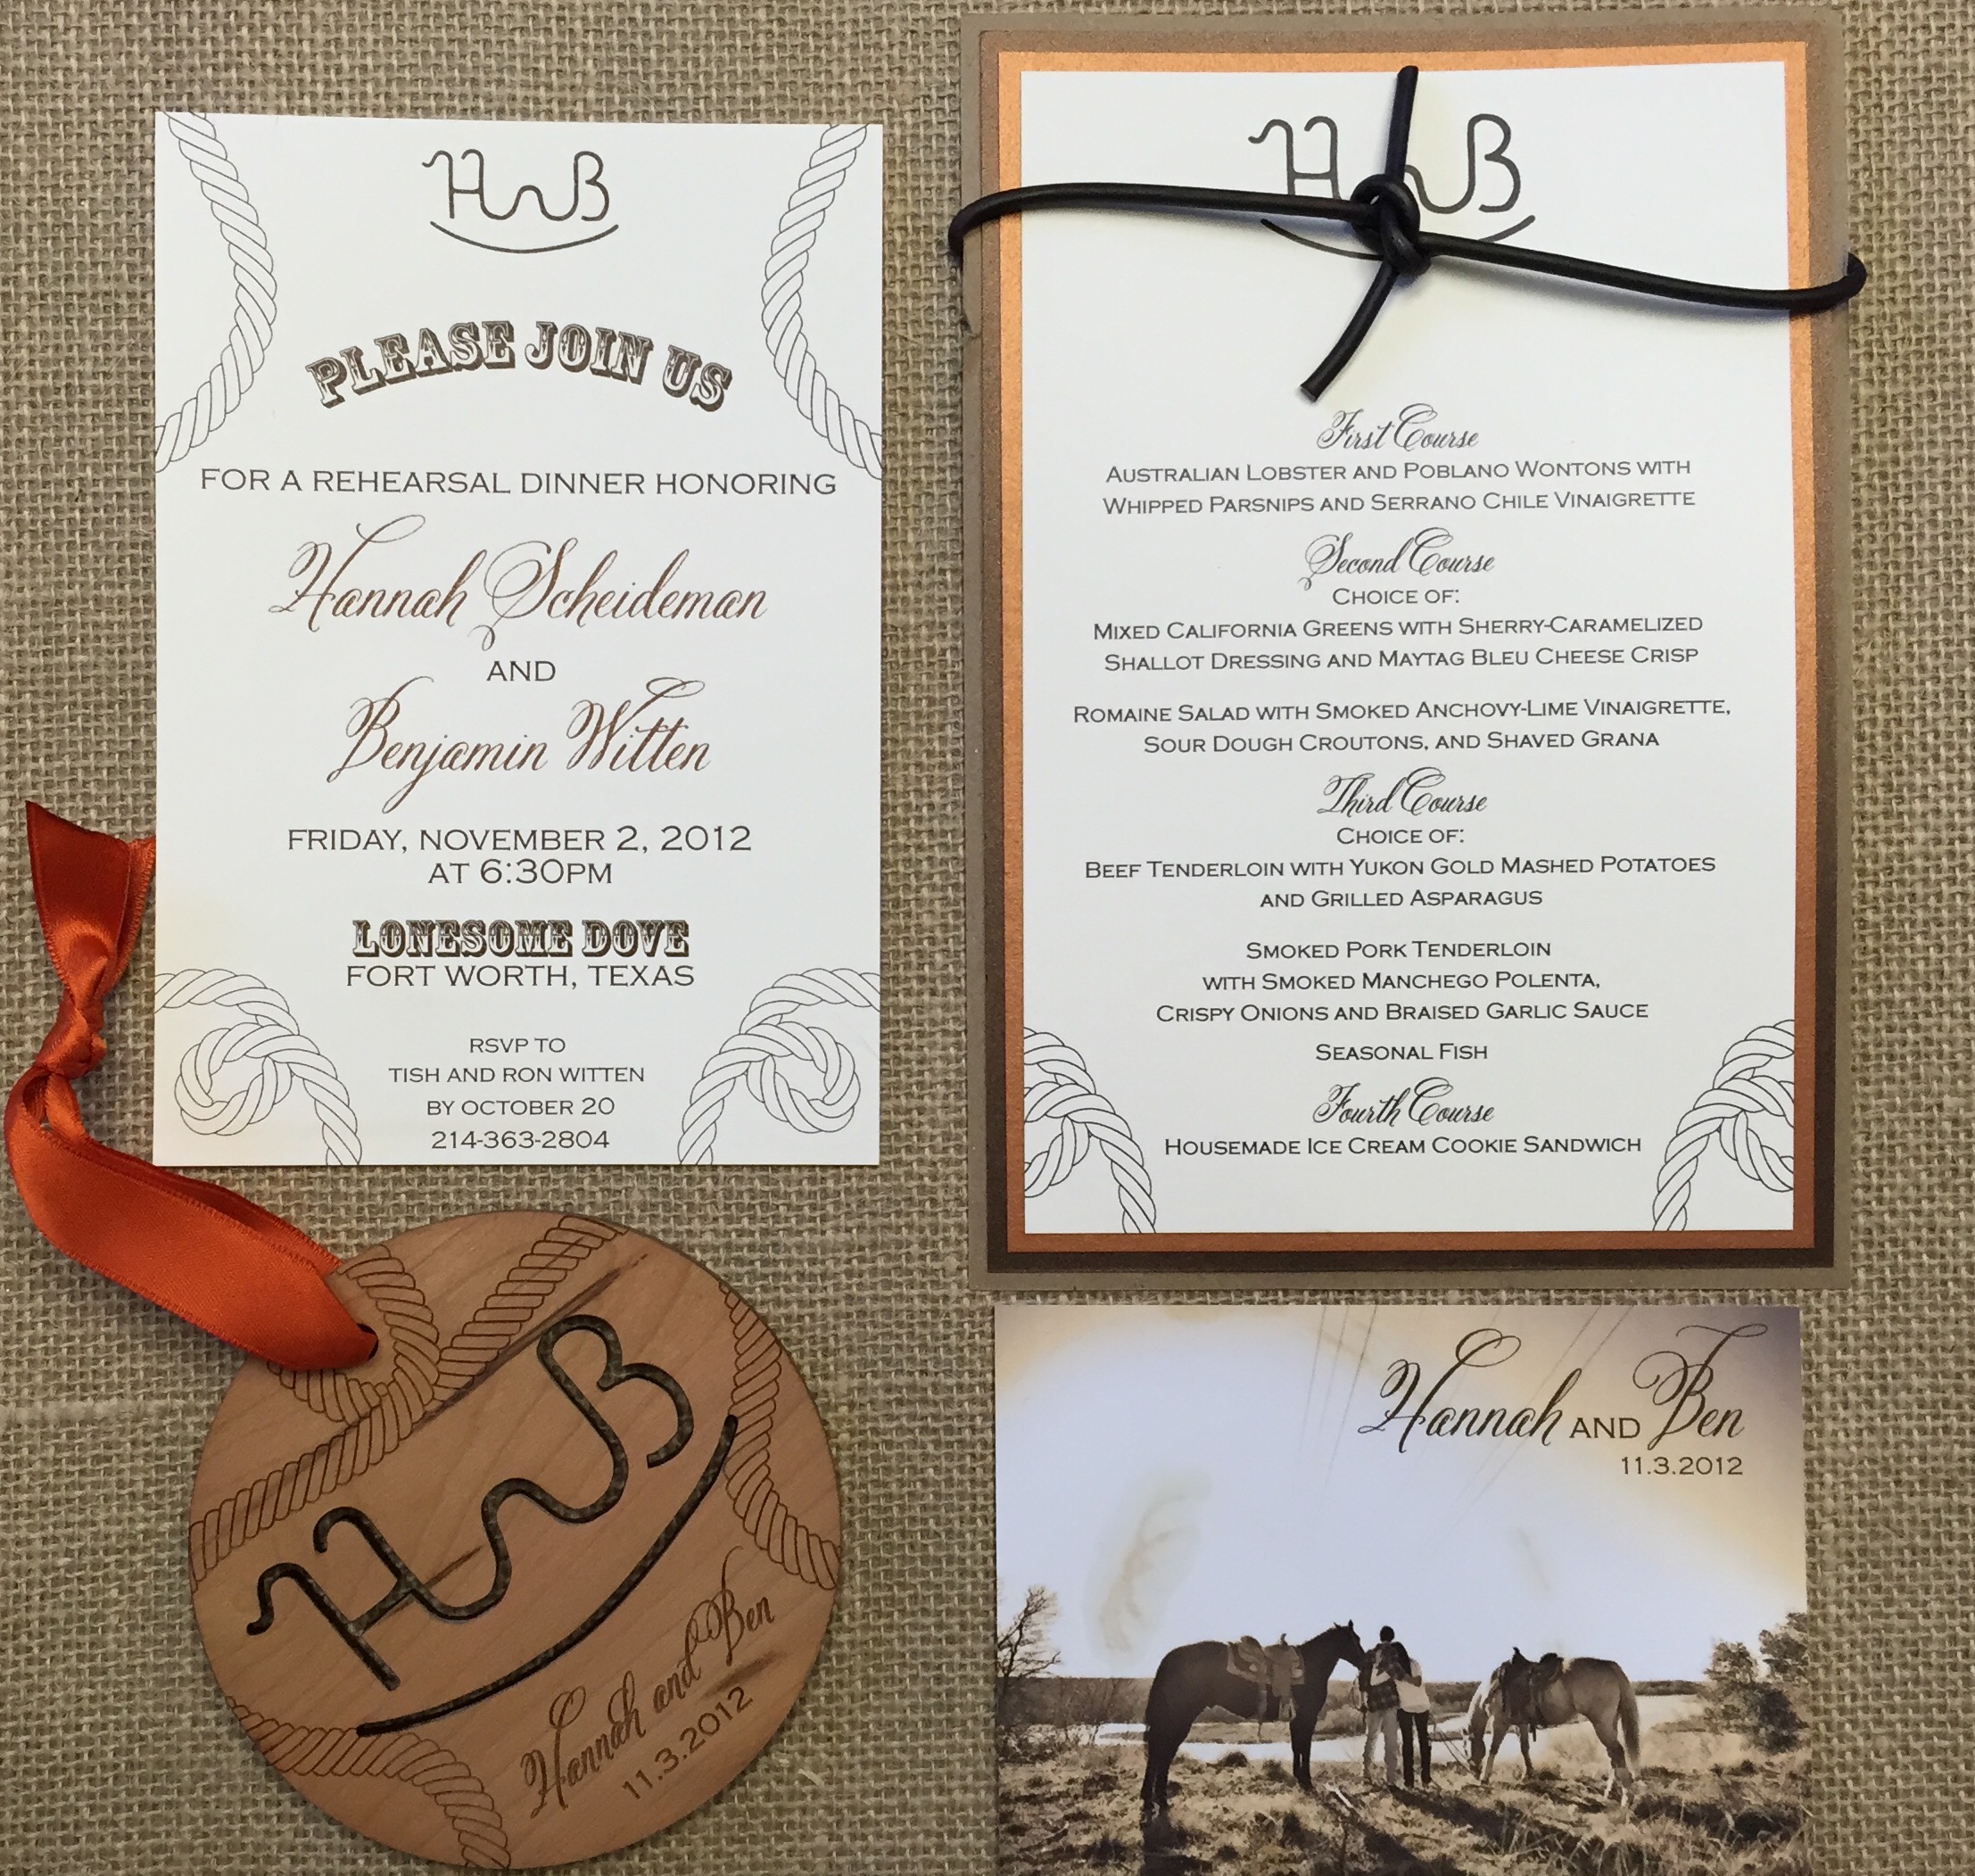 HWB
PLEASE JOIN US
FOR A REHEARSAL DINNER HONORING
Hannah Scheideman
AND
Benjamin Witten
FRIDAY, NOVEMBER 2, 2012
AT 6:30PM
LONESOME DOVE
FORT WORTH, TEXAS
RSVP TO
TISH AND RON WITTEN
BY OCTOBER 20
214-363-2804
HWB
First Course
AUSTRALIAN LOBSTER AND POBLANO WONTONS WITH
WHIPPED PARSNIPS AND SERRANO CHILE VINAIGRETTE
Second Course
CHOICE OF:
MIXED CALIFORNIA GREENS WITH SHERRY-CARAMELIZED
SHALLOT DRESSING AND MAYTAG BLEU CHEESE CRISP
ROMAINE SALAD WITH SMOKED ANCHOVY-LIME VINAIGRETTE,
SOUR DOUGH CROUTONS, AND SHAVED GRANA
Third Course
CHOICE OF:
BEEF TENDERLOIN WITH YUKON GOLD MASHED POTATOES
AND GRILLED ASPARAGUS
SMOKED PORK TENDERLOIN
WITH SMOKED MANCHEGO POLENTA,
CRISPY ONIONS AND BRAISED GARLIC SAUCE
SEASONAL FISH
Fourth Course
HOUSEMADE ICE CREAM COOKIE SANDWICH
HWB
Hannah and Ben
11.3.2012
Hannah AND Ben
11.3.2012